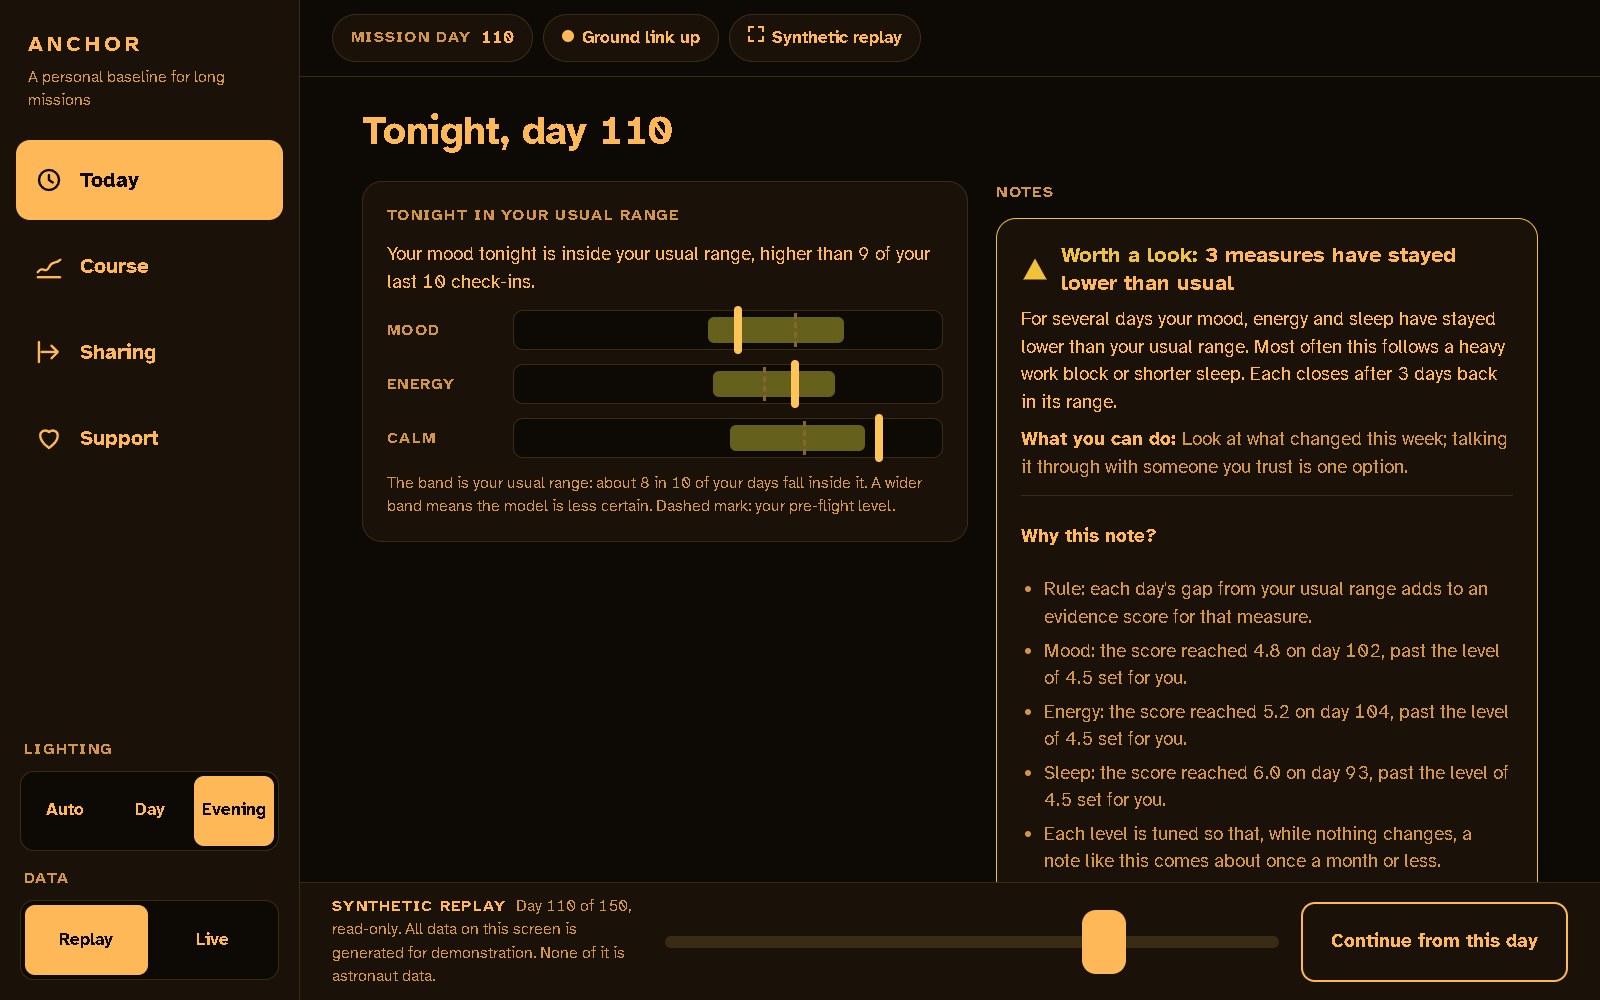 ANCHOR
A personal baseline for long
missions
Today
Course
Sharing
Support
LIGHTING
Auto
Day
Evening
DATA
Replay
Live
MISSION DAY 110
Ground link up
Synthetic replay
Tonight, day 110
TONIGHT IN YOUR USUAL RANGE
Your mood tonight is inside your usual range, higher than 9 of your
last 10 check-ins.
MOOD
ENERGY
CALM
The band is your usual range: about 8 in 10 of your days fall inside it. A wider
band means the model is less certain. Dashed mark: your pre-flight level.
NOTES
Worth a look: 3 measures have stayed
lower than usual
For several days your mood, energy and sleep have stayed
lower than your usual range. Most often this follows a heavy
work block or shorter sleep. Each closes after 3 days back
in its range.
What you can do: Look at what changed this week; talking
it through with someone you trust is one option.
Why this note?
• Rule: each day's gap from your usual range adds to an
evidence score for that measure.
• Mood: the score reached 4.8 on day 102, past the level
of 4.5 set for you.
• Energy: the score reached 5.2 on day 104, past the level
of 4.5 set for you.
• Sleep: the score reached 6.0 on day 93, past the level of
4.5 set for you.
• Each level is tuned so that, while nothing changes, a
note like this comes about once a month or less.
SYNTHETIC REPLAY Day 110 of 150,
read-only. All data on this screen is
generated for demonstration. None of it is
astronaut data.
Continue from this day